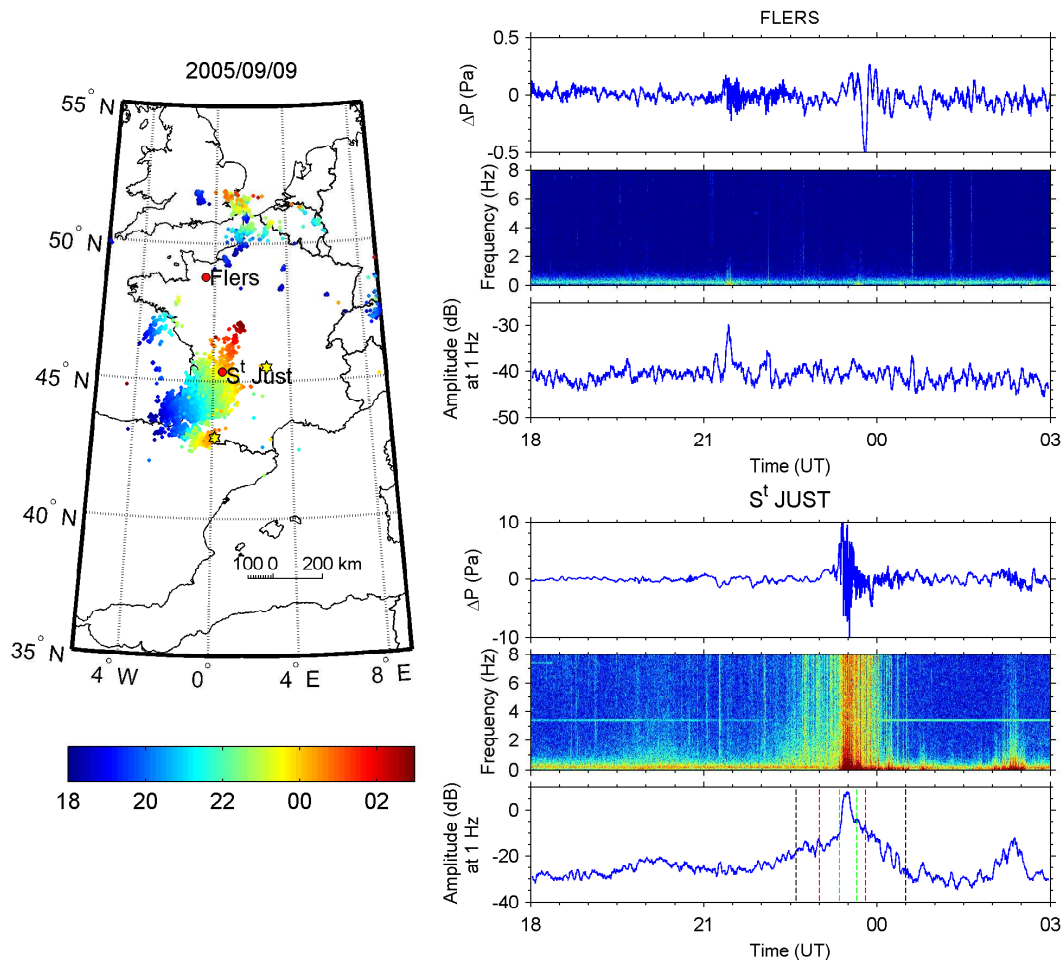 2005/09/09
55° N
50° N
45° N
40° N
35° N
4° W
0
4° E
8° E
Flers
Sᵗ Just
100 0 200 km
18 20 22 00 02
FLERS
ΔP (Pa)
0.5
0
-0.5
Frequency (Hz)
8
6
4
2
0
Amplitude (dB)
at 1 Hz
-30
-40
-50
18 21 00 03
Time (UT)
Sᵗ JUST
ΔP (Pa)
10
0
-10
Frequency (Hz)
8
6
4
2
0
Amplitude (dB)
at 1 Hz
0
-20
-40
18 21 00 03
Time (UT)